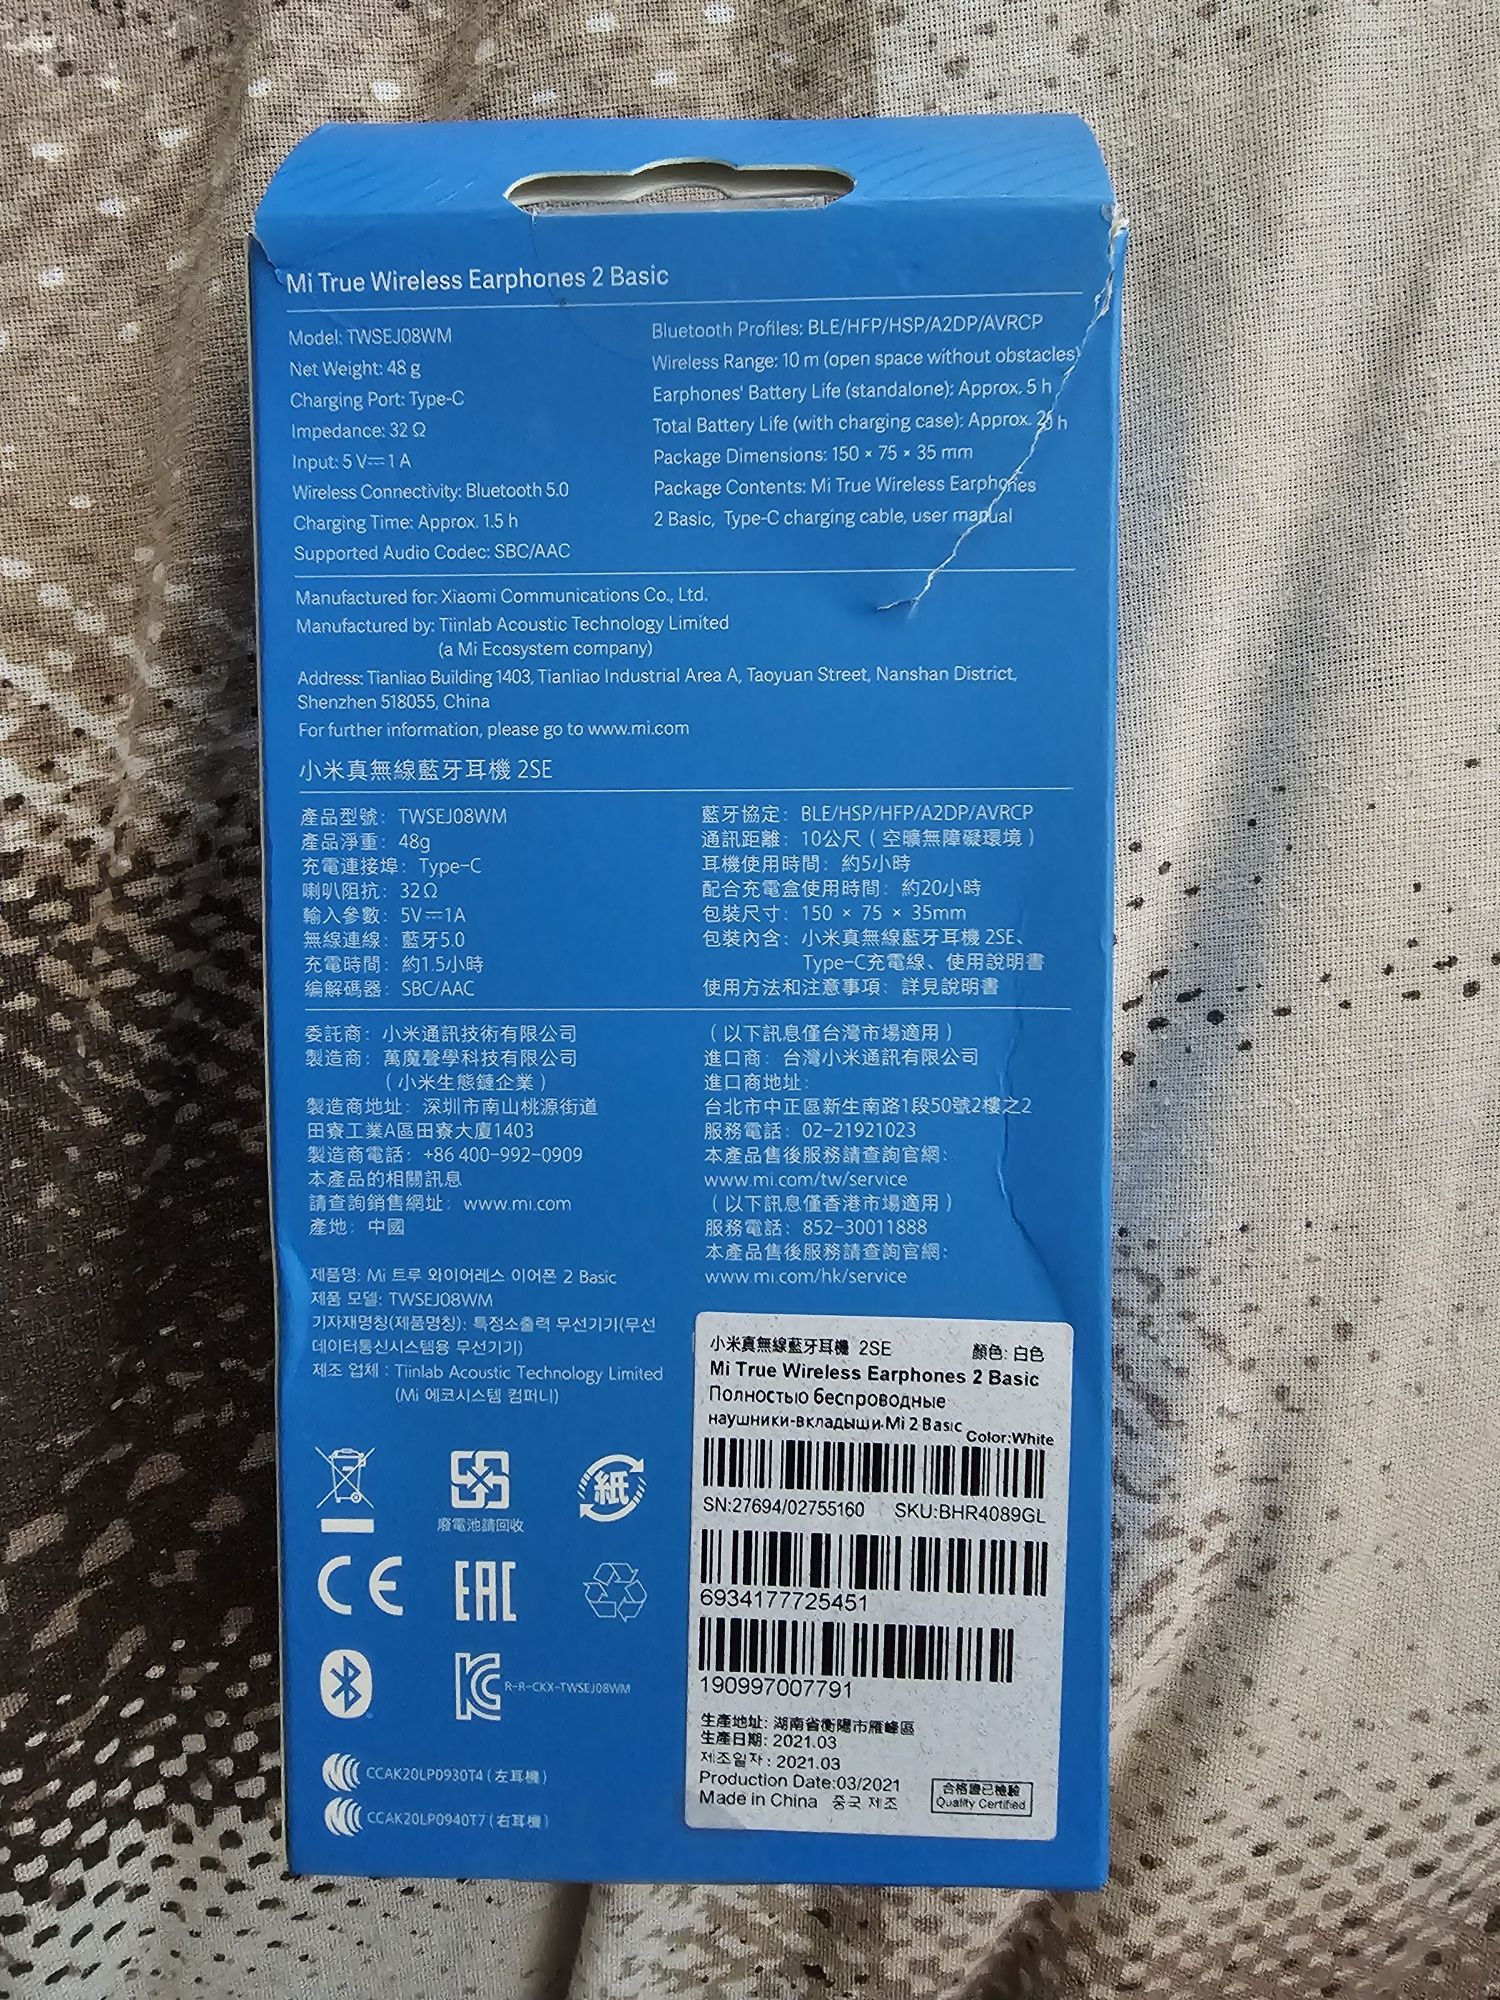 Mi True Wireless Earphones 2 Basic
Model: TWSEJ08WM
Net Weight: 48 g
Charging Port: Type-C
Impedance: 32 Ω
Input: 5 V⎓1 A
Wireless Connectivity: Bluetooth 5.0
Charging Time: Approx. 1.5 h
Supported Audio Codec: SBC/AAC
Bluetooth Profiles: BLE/HFP/HSP/A2DP/AVRCP
Wireless Range: 10 m (open space without obstacles)
Earphones' Battery Life (standalone): Approx. 5 h
Total Battery Life (with charging case): Approx. 20 h
Package Dimensions: 150 × 75 × 35 mm
Package Contents: Mi True Wireless Earphones
2 Basic, Type-C charging cable, user manual
Manufactured for: Xiaomi Communications Co., Ltd.
Manufactured by: Tiinlab Acoustic Technology Limited
(a Mi Ecosystem company)
Address: Tianliao Building 1403, Tianliao Industrial Area A, Taoyuan Street, Nanshan District,
Shenzhen 518055, China
For further information, please go to www.mi.com
小米真無線藍牙耳機 2SE
產品型號: TWSEJ08WM
產品淨重: 48g
充電連接埠: Type-C
喇叭阻抗: 32Ω
輸入參數: 5V⎓1A
無線連線: 藍牙5.0
充電時間: 約1.5小時
編解碼器: SBC/AAC
藍牙協定: BLE/HSP/HFP/A2DP/AVRCP
通訊距離: 10公尺（空曠無障礙環境）
耳機使用時間: 約5小時
配合充電盒使用時間: 約20小時
包裝尺寸: 150 × 75 × 35mm
包裝內含: 小米真無線藍牙耳機 2SE、
Type-C充電線、使用說明書
使用方法和注意事項: 詳見說明書
委託商: 小米通訊技術有限公司
製造商: 萬魔聲學科技有限公司
（小米生態鏈企業）
製造商地址: 深圳市南山桃源街道
田寮工業A區田寮大廈1403
製造商電話: +86 400-992-0909
本產品的相關訊息
請查詢銷售網址: www.mi.com
產地: 中國
（以下訊息僅台灣市場適用）
進口商: 台灣小米通訊有限公司
進口商地址:
台北市中正區新生南路1段50號2樓之2
服務電話: 02-21921023
本產品售後服務請查詢官網:
www.mi.com/tw/service
（以下訊息僅香港市場適用）
服務電話: 852-30011888
本產品售後服務請查詢官網:
www.mi.com/hk/service
제품명: Mi 트루 와이어레스 이어폰 2 Basic
제품 모델: TWSEJ08WM
기자재명칭(제품명칭): 특정소출력 무선기기(무선
데이터통신시스템용 무선기기)
제조 업체 : Tiinlab Acoustic Technology Limited
(Mi 에코시스템 컴퍼니)
廢電池請回收
紙
CE
EAC
R-R-CKX-TWSEJ08WM
CCAK20LP0930T4 (左耳機)
CCAK20LP0940T7 (右耳機)
小米真無線藍牙耳機 2SE 顏色: 白色
Mi True Wireless Earphones 2 Basic
Полностью беспроводные
наушники-вкладыши Mi 2 Basic Color:White
SN:27694/02755160 SKU:BHR4089GL
6934177725451
190997007791
生產地址: 湖南省衡陽市雁峰區
生產日期: 2021.03
제조일자 : 2021.03
Production Date:03/2021
Made in China 중국 제조
合格證已檢驗
Quality Certified